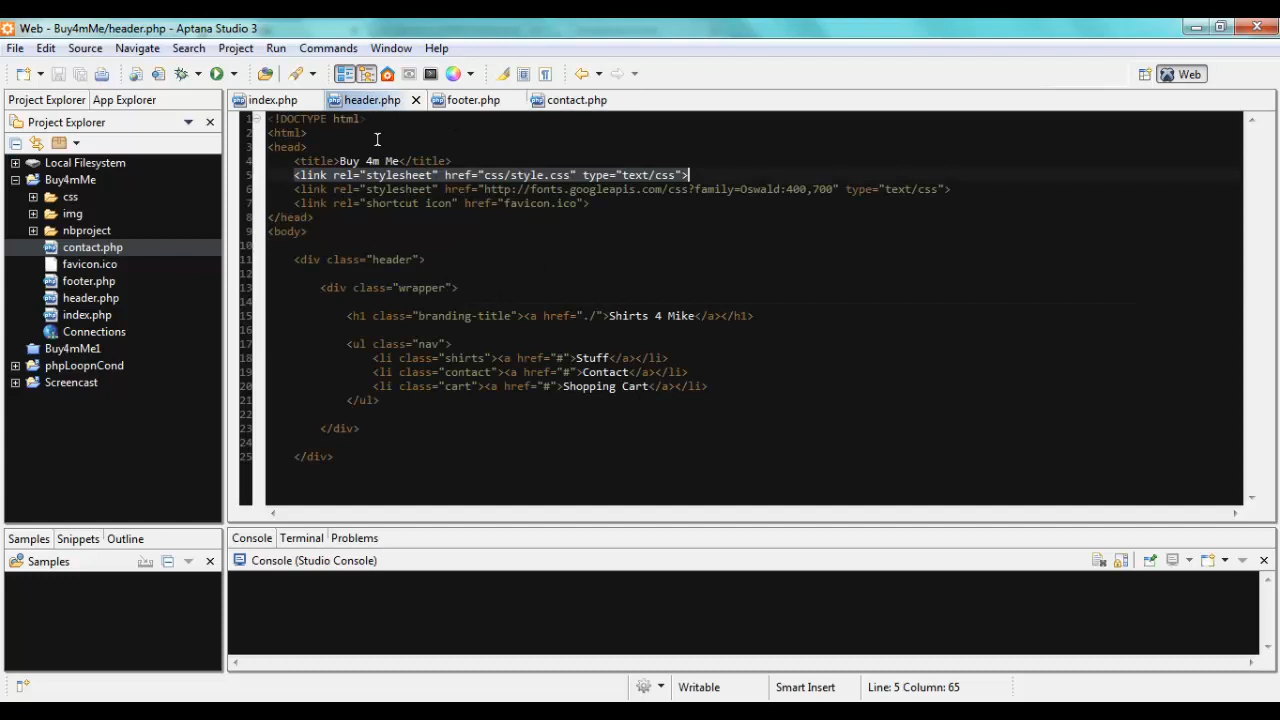 Web - Buy4mMe/header.php - Aptana Studio 3
File Edit Source Navigate Search Project Run Commands Window Help
Web
Project Explorer App Explorer
index.php header.php footer.php contact.php
Project Explorer
Local Filesystem
Buy4mMe
css
img
nbproject
contact.php
favicon.ico
footer.php
header.php
index.php
Connections
Buy4mMe1
phpLoopnCond
Screencast
1 <!DOCTYPE html>
2 <html>
3 <head>
4 <title>Buy 4m Me</title>
5 <link rel="stylesheet" href="css/style.css" type="text/css">
6 <link rel="stylesheet" href="http://fonts.googleapis.com/css?family=Oswald:400,700" type="text/css">
7 <link rel="shortcut icon" href="favicon.ico">
8 </head>
9 <body>
10
11 <div class="header">
12
13 <div class="wrapper">
14
15 <h1 class="branding-title"><a href="./">Shirts 4 Mike</a></h1>
16
17 <ul class="nav">
18 <li class="shirts"><a href="#">Stuff</a></li>
19 <li class="contact"><a href="#">Contact</a></li>
20 <li class="cart"><a href="#">Shopping Cart</a></li>
21 </ul>
22
23 </div>
24
25 </div>
Samples Snippets Outline
Samples
Console Terminal Problems
Console (Studio Console)
Writable Smart Insert Line: 5 Column: 65